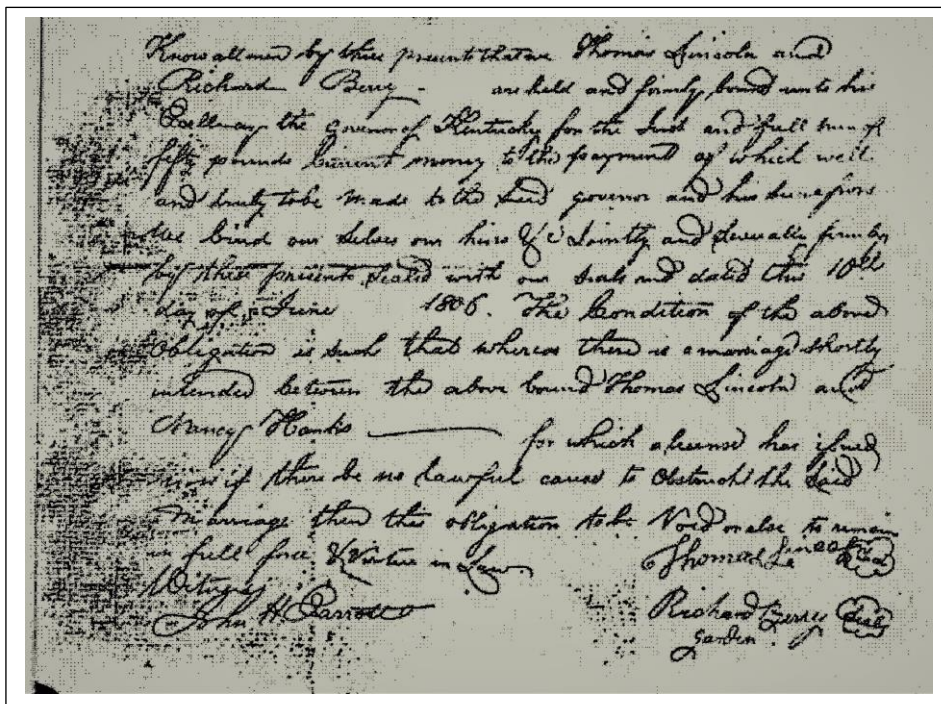 Know all men by these presents that we Thomas Lincoln and
Richard Berry - are held and firmly bound unto his
Excellency the governor of Kentucky for the Just and full sum of
fifty pounds Current money to the payment of which well
and truly to be made to the said governor and his successors
We bind our Selves our heirs &c Jointly and severally firmly
by these presents sealed with our seals and dated this 10th
day of June 1806. The Condition of the above
Obligation is such that whereas there is a marriage shortly
intended between the above bound Thomas Lincoln and
Nancy Hanks ——— for which a license has issued
now if there be no lawful cause to Obstruct the said
marriage then this obligation to be Void or else to remain
in full force & Virtue in Law
Thomas Lincoln Seal
Witness
John H Parrott
Richard Berry Seal
garden